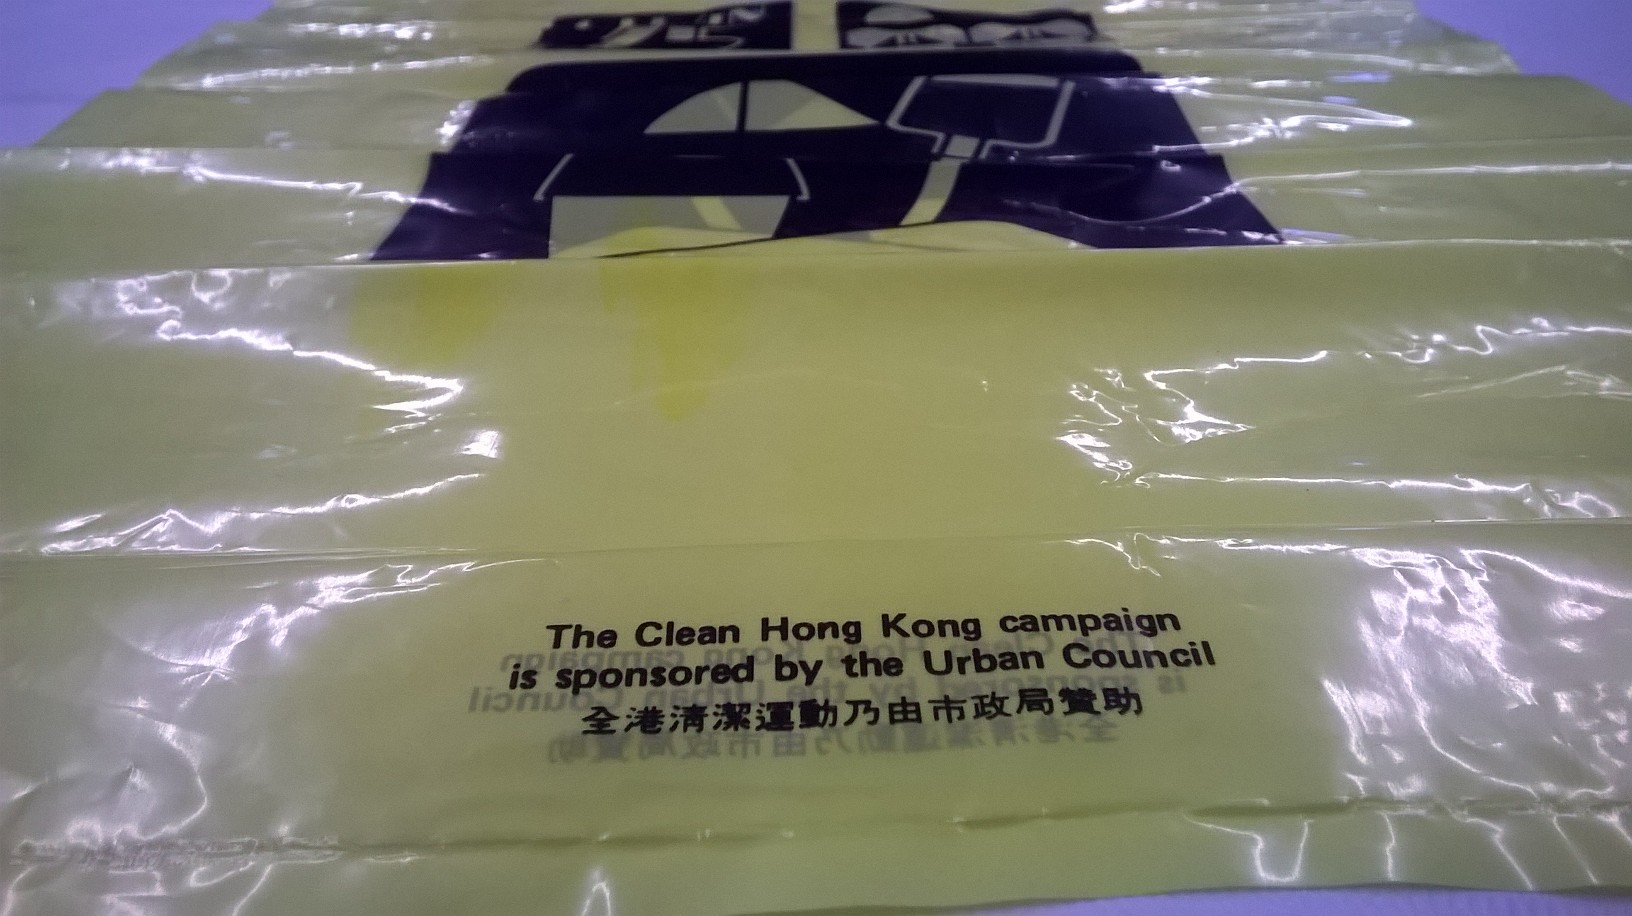 The Clean Hong Kong campaign
is sponsored by the Urban Council
全港清潔運動乃由市政局贊助